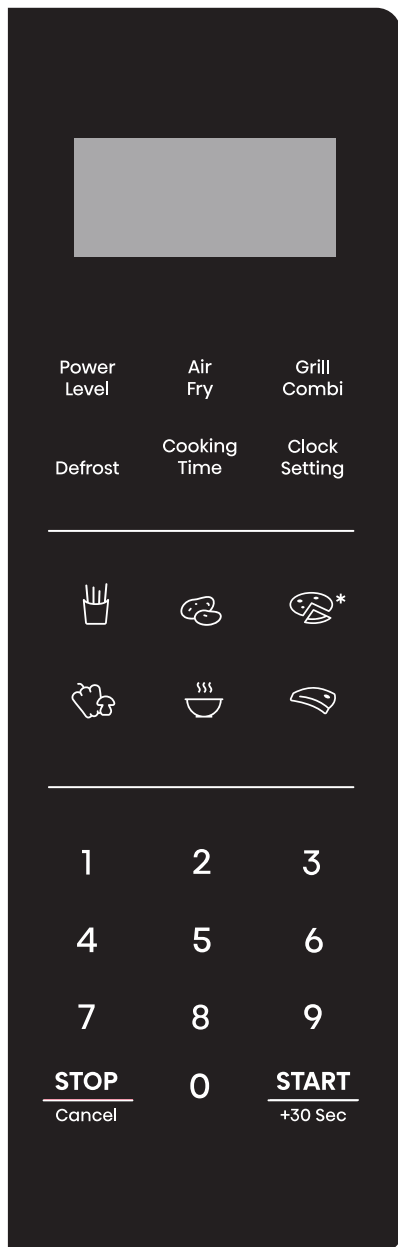 Power
Level
Air
Fry
Grill
Combi
Defrost
Cooking
Time
Clock
Setting
*
1 2 3
4 5 6
7 8 9
STOP
Cancel
0
START
+30 Sec